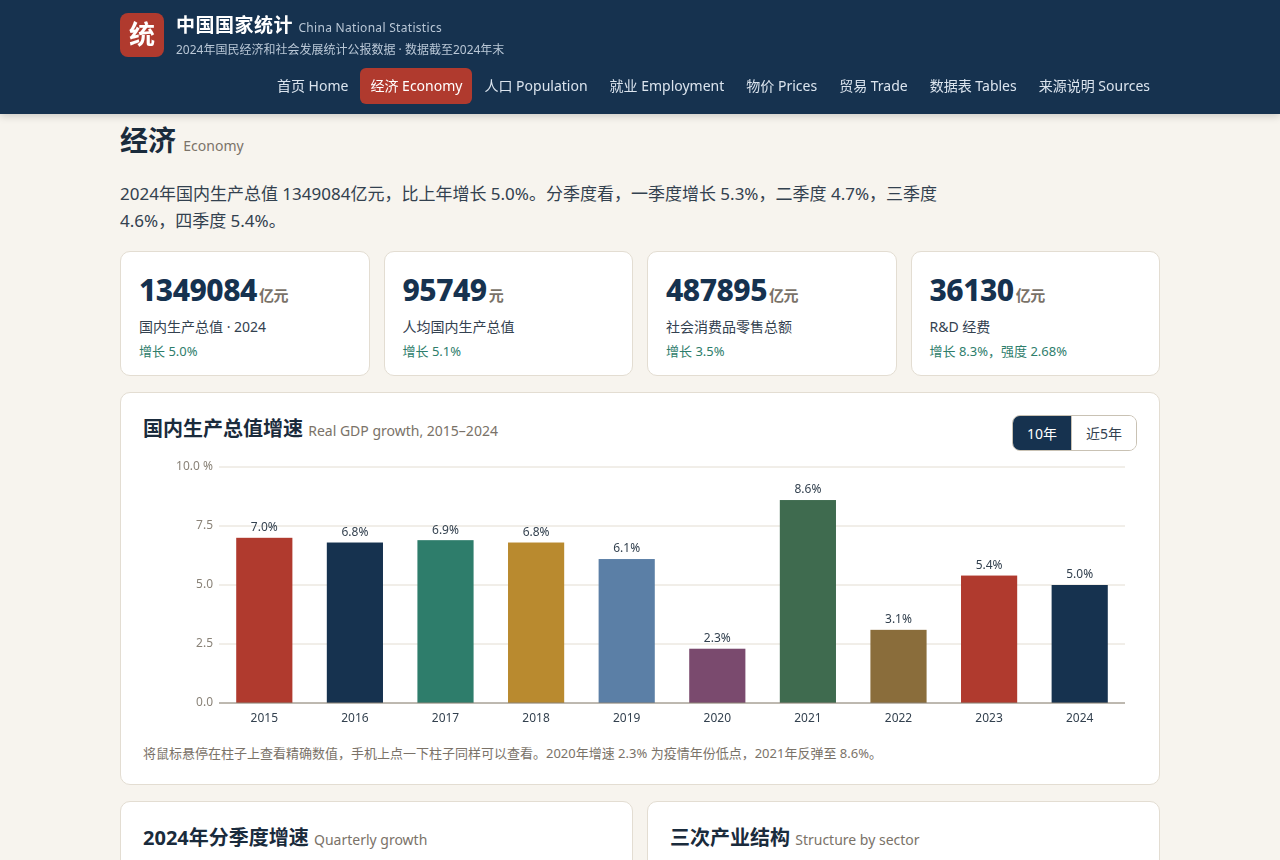 统
中国国家统计 China National Statistics
2024年国民经济和社会发展统计公报数据 · 数据截至2024年末
首页 Home 经济 Economy 人口 Population 就业 Employment 物价 Prices 贸易 Trade 数据表 Tables 来源说明 Sources
经济 Economy
2024年国内生产总值 1349084亿元，比上年增长 5.0%。分季度看，一季度增长 5.3%，二季度 4.7%，三季度
4.6%，四季度 5.4%。
1349084亿元
国内生产总值 · 2024
增长 5.0%
95749元
人均国内生产总值
增长 5.1%
487895亿元
社会消费品零售总额
增长 3.5%
36130亿元
R&D 经费
增长 8.3%，强度 2.68%
国内生产总值增速 Real GDP growth, 2015–2024
10年 近5年
10.0 %
7.5
5.0
2.5
0.0
7.0% 6.8% 6.9% 6.8% 6.1% 2.3% 8.6% 3.1% 5.4% 5.0%
2015 2016 2017 2018 2019 2020 2021 2022 2023 2024
将鼠标悬停在柱子上查看精确数值，手机上点一下柱子同样可以查看。2020年增速 2.3% 为疫情年份低点，2021年反弹至 8.6%。
2024年分季度增速 Quarterly growth
三次产业结构 Structure by sector